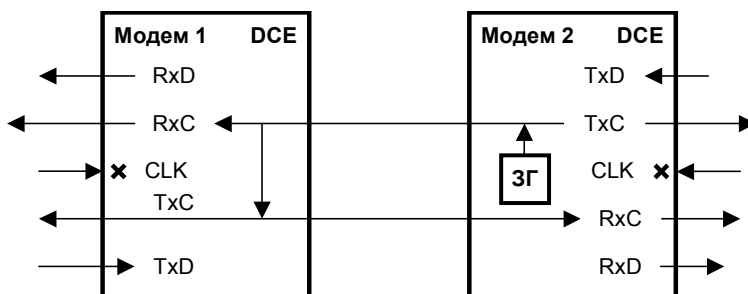 Модем 1 DCE
RxD
RxC
CLK
TxC
TxD
Модем 2 DCE
TxD
TxC
CLK
ЗГ
RxC
RxD